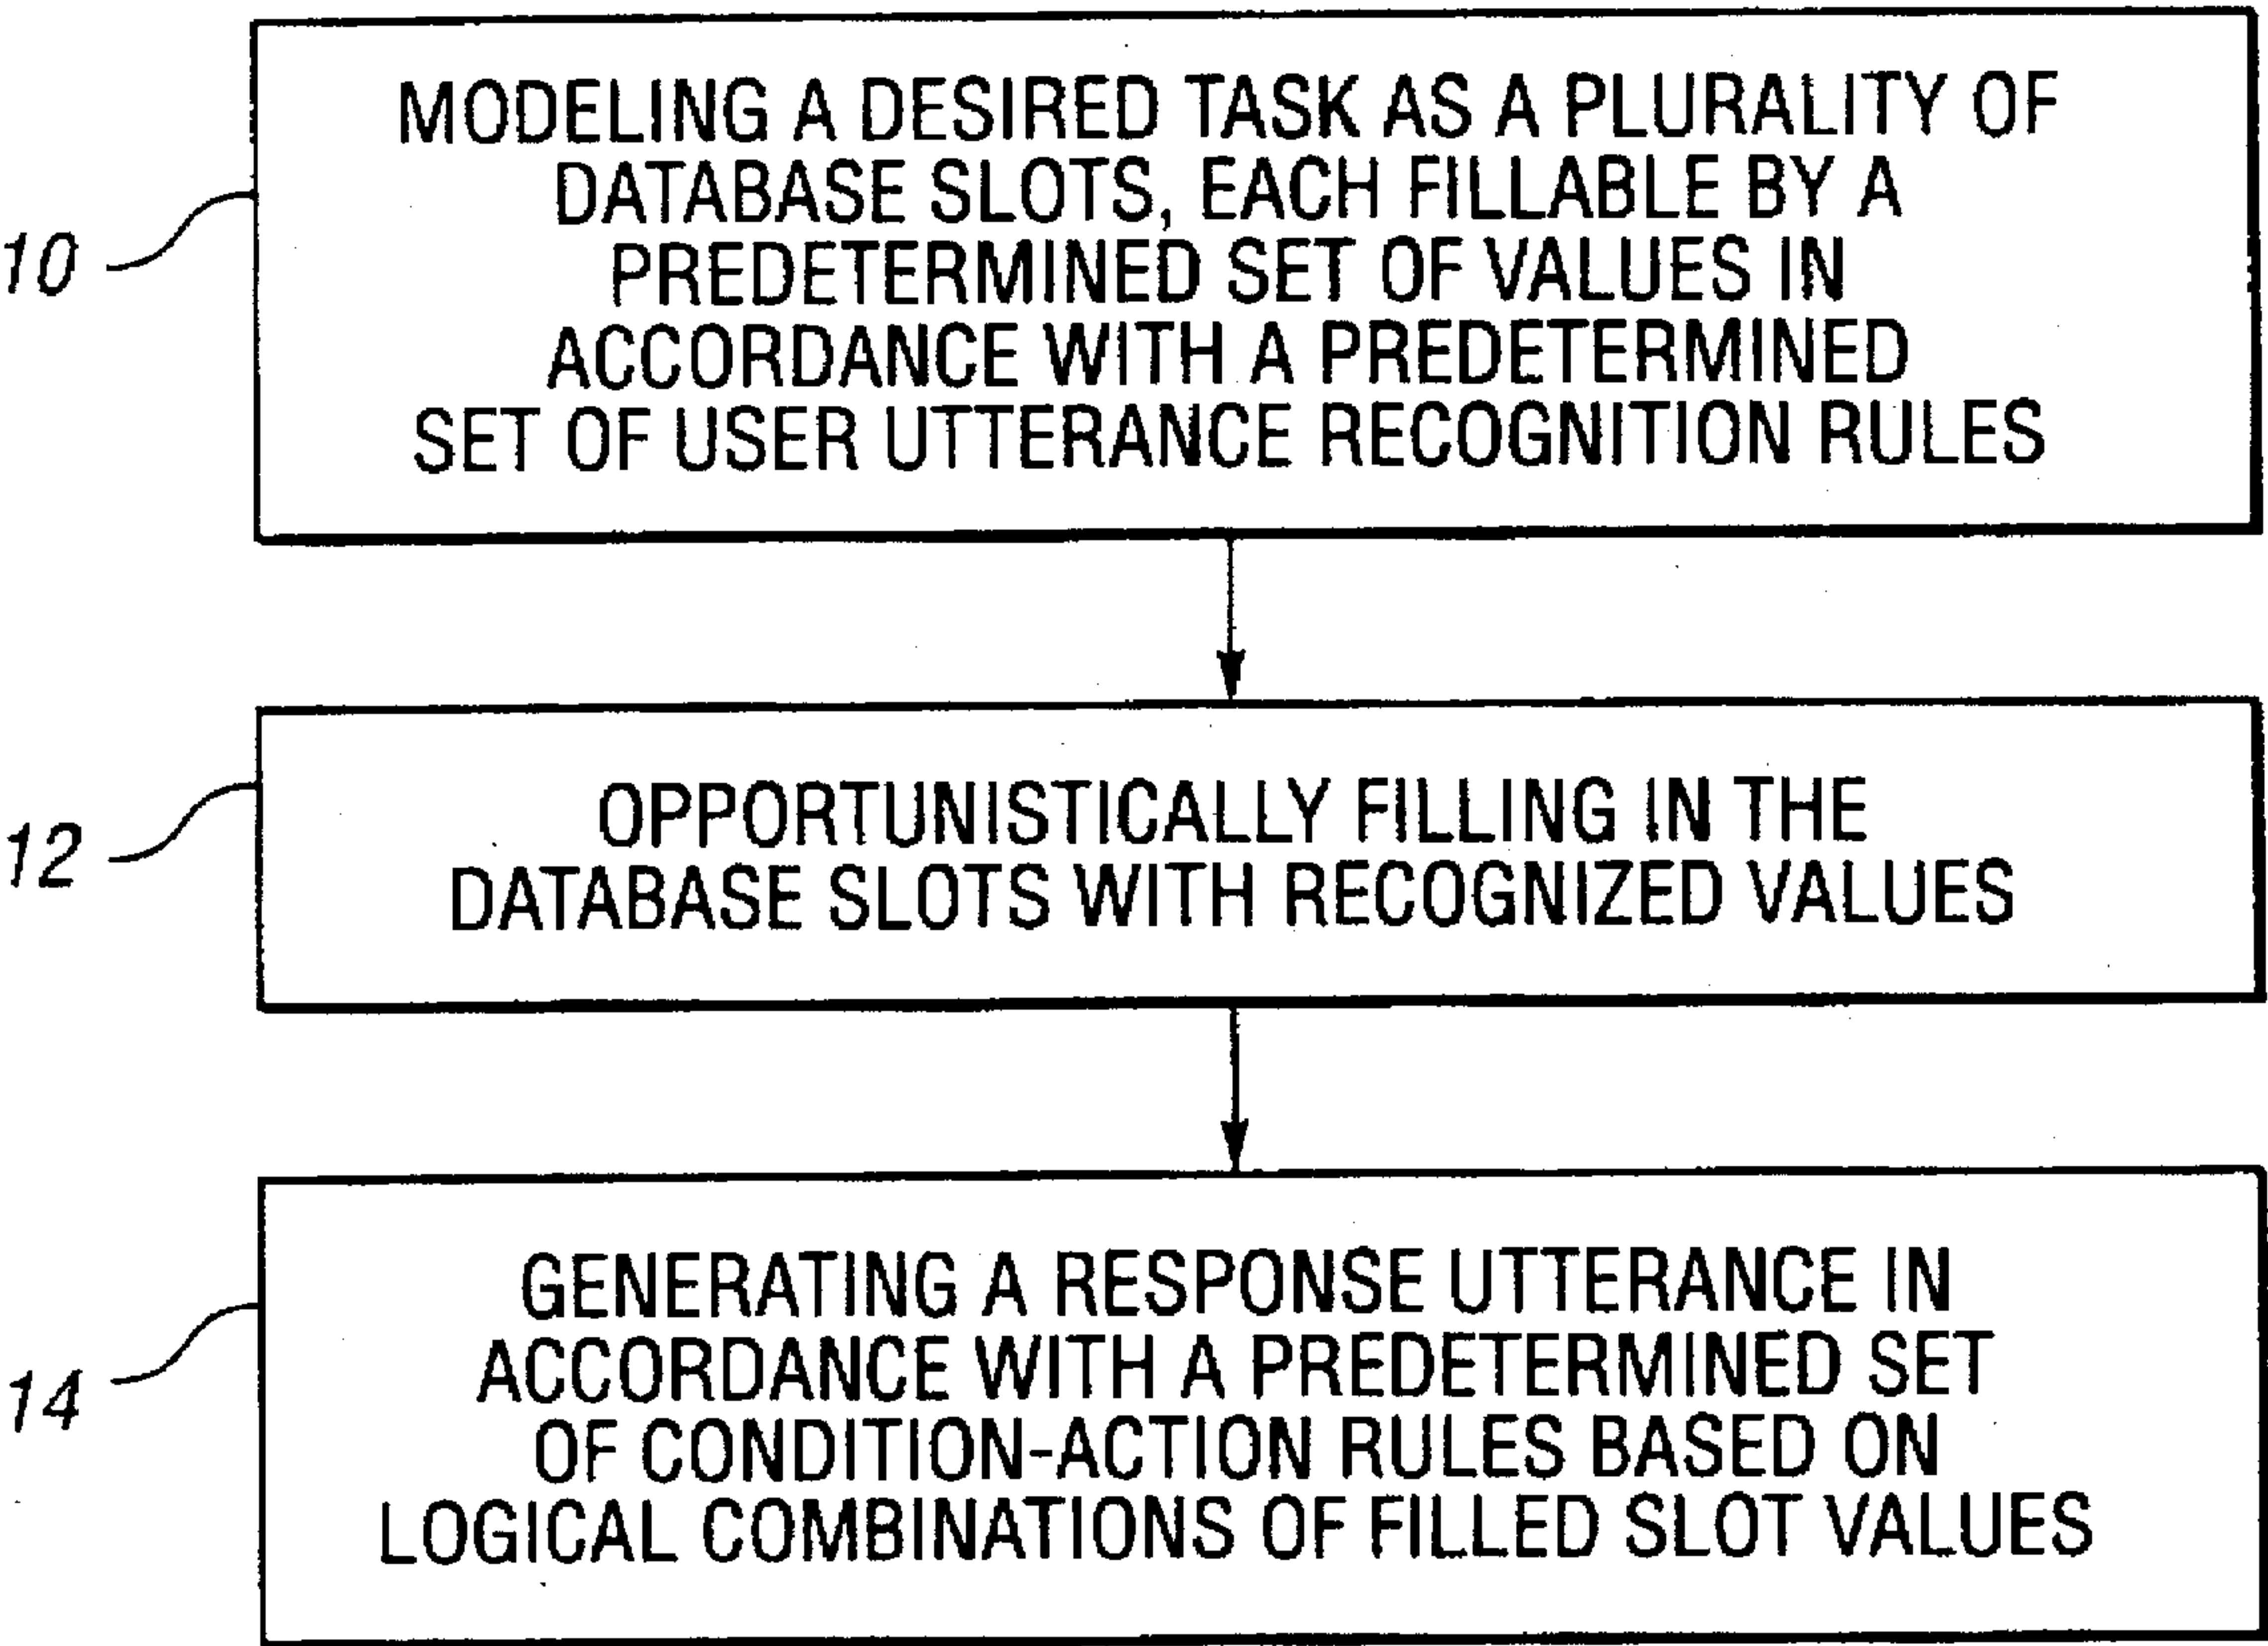 MODELING A DESIRED TASK AS A PLURALITY OF
DATABASE SLOTS, EACH FILLABLE BY A
PREDETERMINED SET OF VALUES IN
ACCORDANCE WITH A PREDETERMINED
SET OF USER UTTERANCE RECOGNITION RULES
10
OPPORTUNISTICALLY FILLING IN THE
DATABASE SLOTS WITH RECOGNIZED VALUES
12
GENERATING A RESPONSE UTTERANCE IN
ACCORDANCE WITH A PREDETERMINED SET
OF CONDITION-ACTION RULES BASED ON
LOGICAL COMBINATIONS OF FILLED SLOT VALUES
14